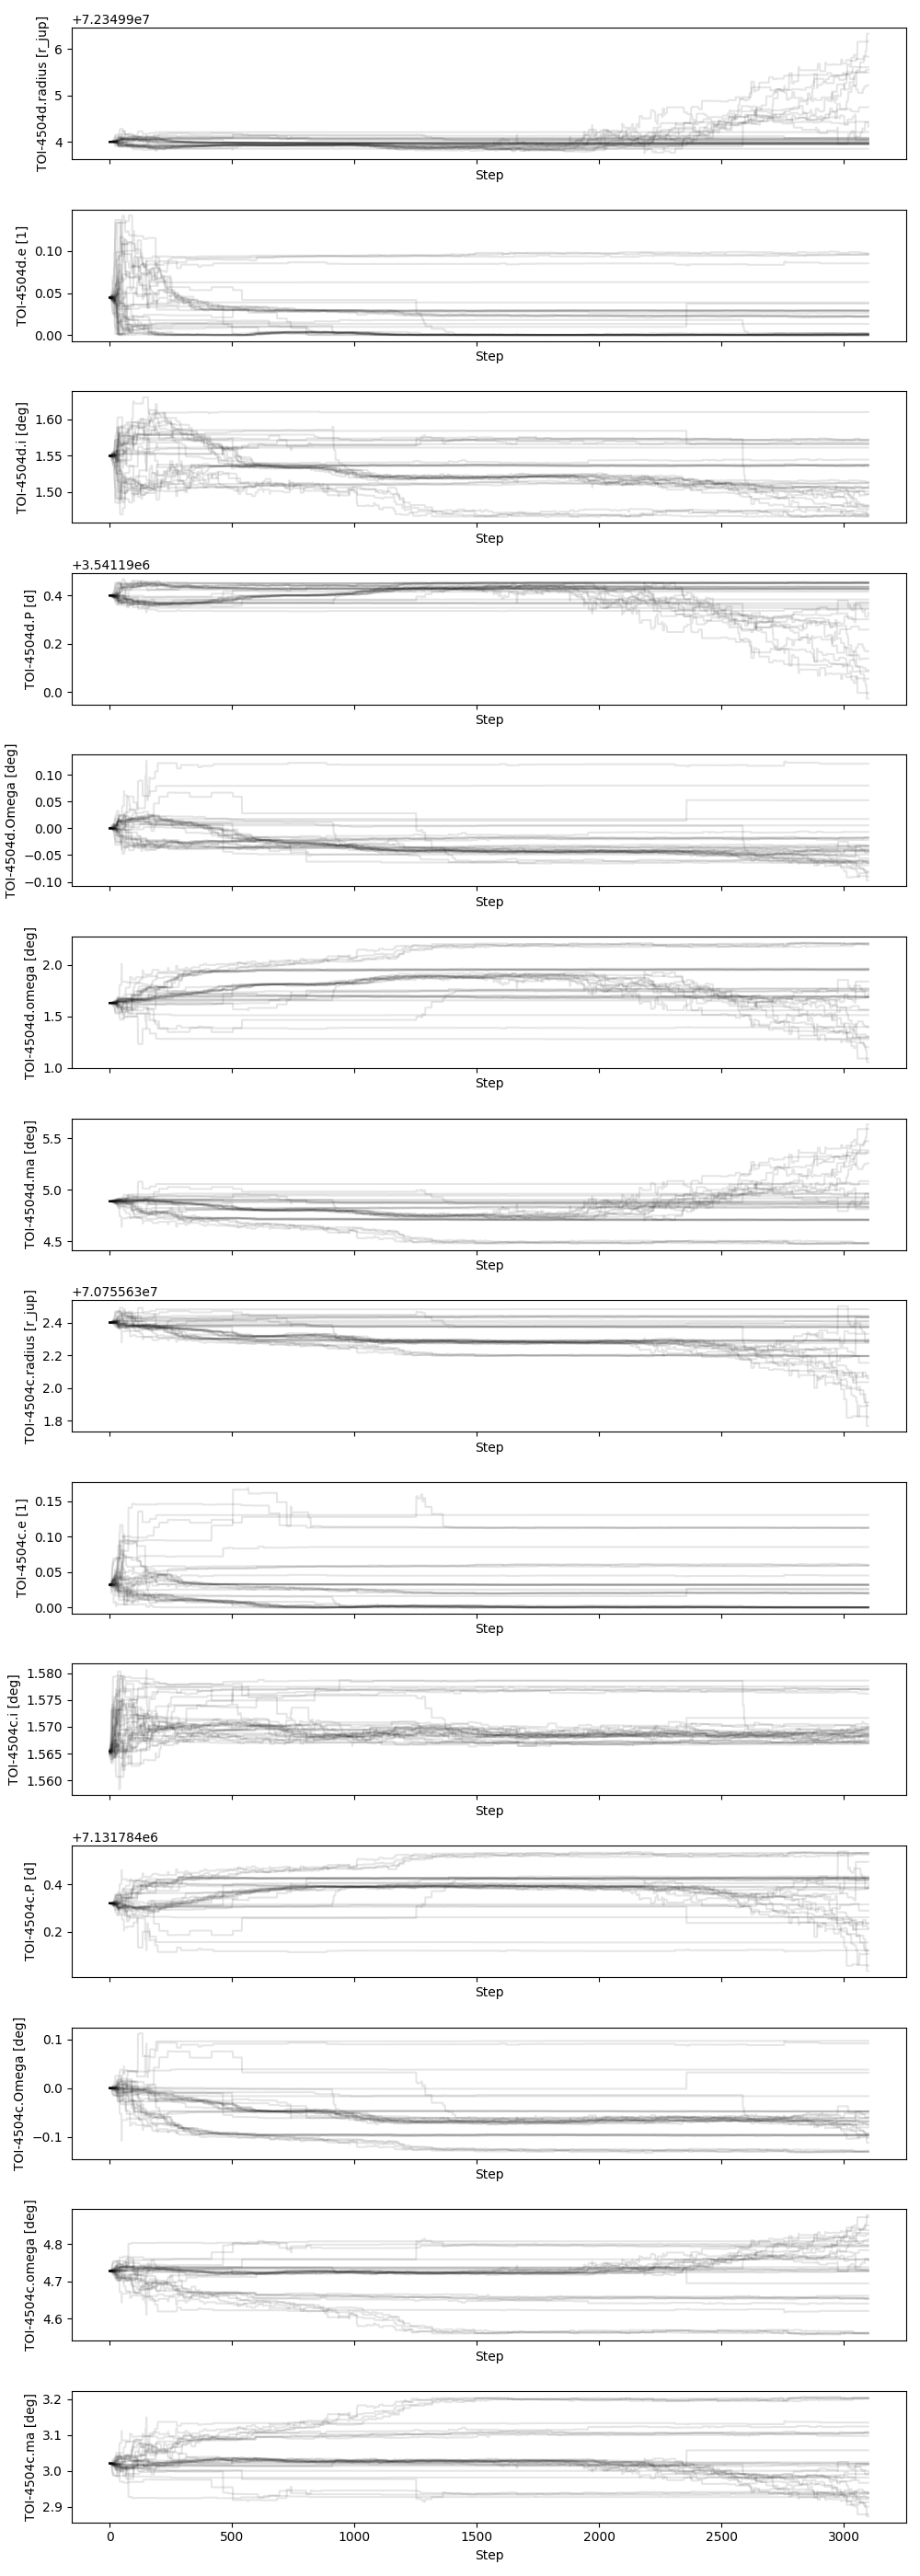 +7.23499e7
TOI-4504d.radius [r_jup]
6
5
4
Step
TOI-4504d.e [1]
0.10
0.05
0.00
Step
TOI-4504d.i [deg]
1.60
1.55
1.50
Step
+3.54119e6
TOI-4504d.P [d]
0.4
0.2
0.0
Step
TOI-4504d.Omega [deg]
0.10
0.05
0.00
−0.05
−0.10
Step
TOI-4504d.omega [deg]
2.0
1.5
1.0
Step
TOI-4504d.ma [deg]
5.5
5.0
4.5
Step
+7.075563e7
TOI-4504c.radius [r_jup]
2.4
2.2
2.0
1.8
Step
TOI-4504c.e [1]
0.15
0.10
0.05
0.00
Step
TOI-4504c.i [deg]
1.580
1.575
1.570
1.565
1.560
Step
+7.131784e6
TOI-4504c.P [d]
0.4
0.2
Step
TOI-4504c.Omega [deg]
0.1
0.0
−0.1
Step
TOI-4504c.omega [deg]
4.8
4.7
4.6
Step
TOI-4504c.ma [deg]
3.2
3.1
3.0
2.9
0 500 1000 1500 2000 2500 3000
Step